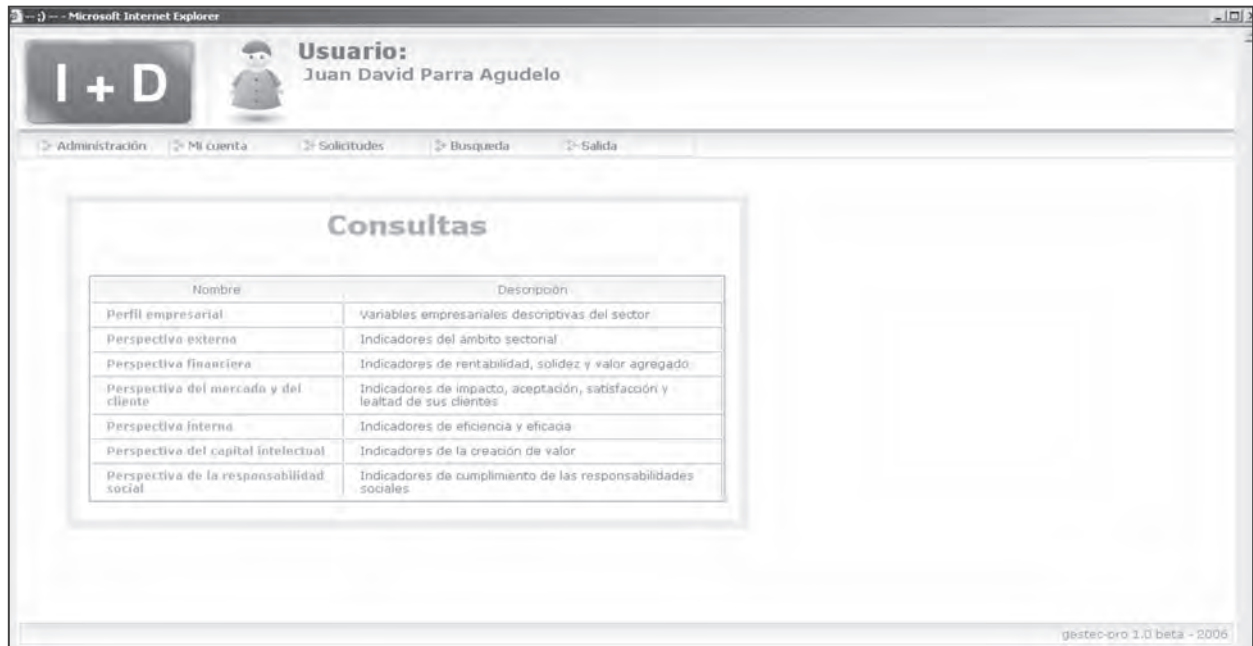 -- ;) -- - Microsoft Internet Explorer
I + D
Usuario:
Juan David Parra Agudelo
Administración Mi cuenta Solicitudes Busqueda Salida
Consultas
Nombre Descripción
Perfil empresarial Variables empresariales descriptivas del sector
Perspectiva externa Indicadores del ámbito sectorial
Perspectiva financiera Indicadores de rentabilidad, solidez y valor agregado
Perspectiva del mercado y del
cliente
Indicadores de impacto, aceptación, satisfacción y
lealtad de sus clientes
Perspectiva interna Indicadores de eficiencia y eficacia
Perspectiva del capital intelectual Indicadores de la creación de valor
Perspectiva de la responsabilidad
social
Indicadores de cumplimiento de las responsabilidades
sociales
gestec-pro 1.0 beta - 2006